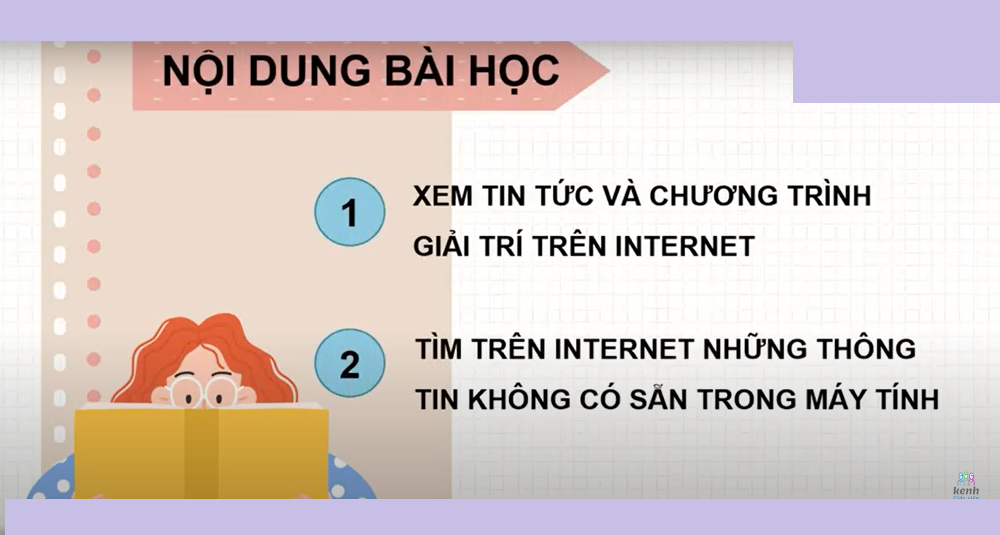 NỘI DUNG BÀI HỌC
1
XEM TIN TỨC VÀ CHƯƠNG TRÌNH
GIẢI TRÍ TRÊN INTERNET
2
TÌM TRÊN INTERNET NHỮNG THÔNG
TIN KHÔNG CÓ SẴN TRONG MÁY TÍNH
kenh